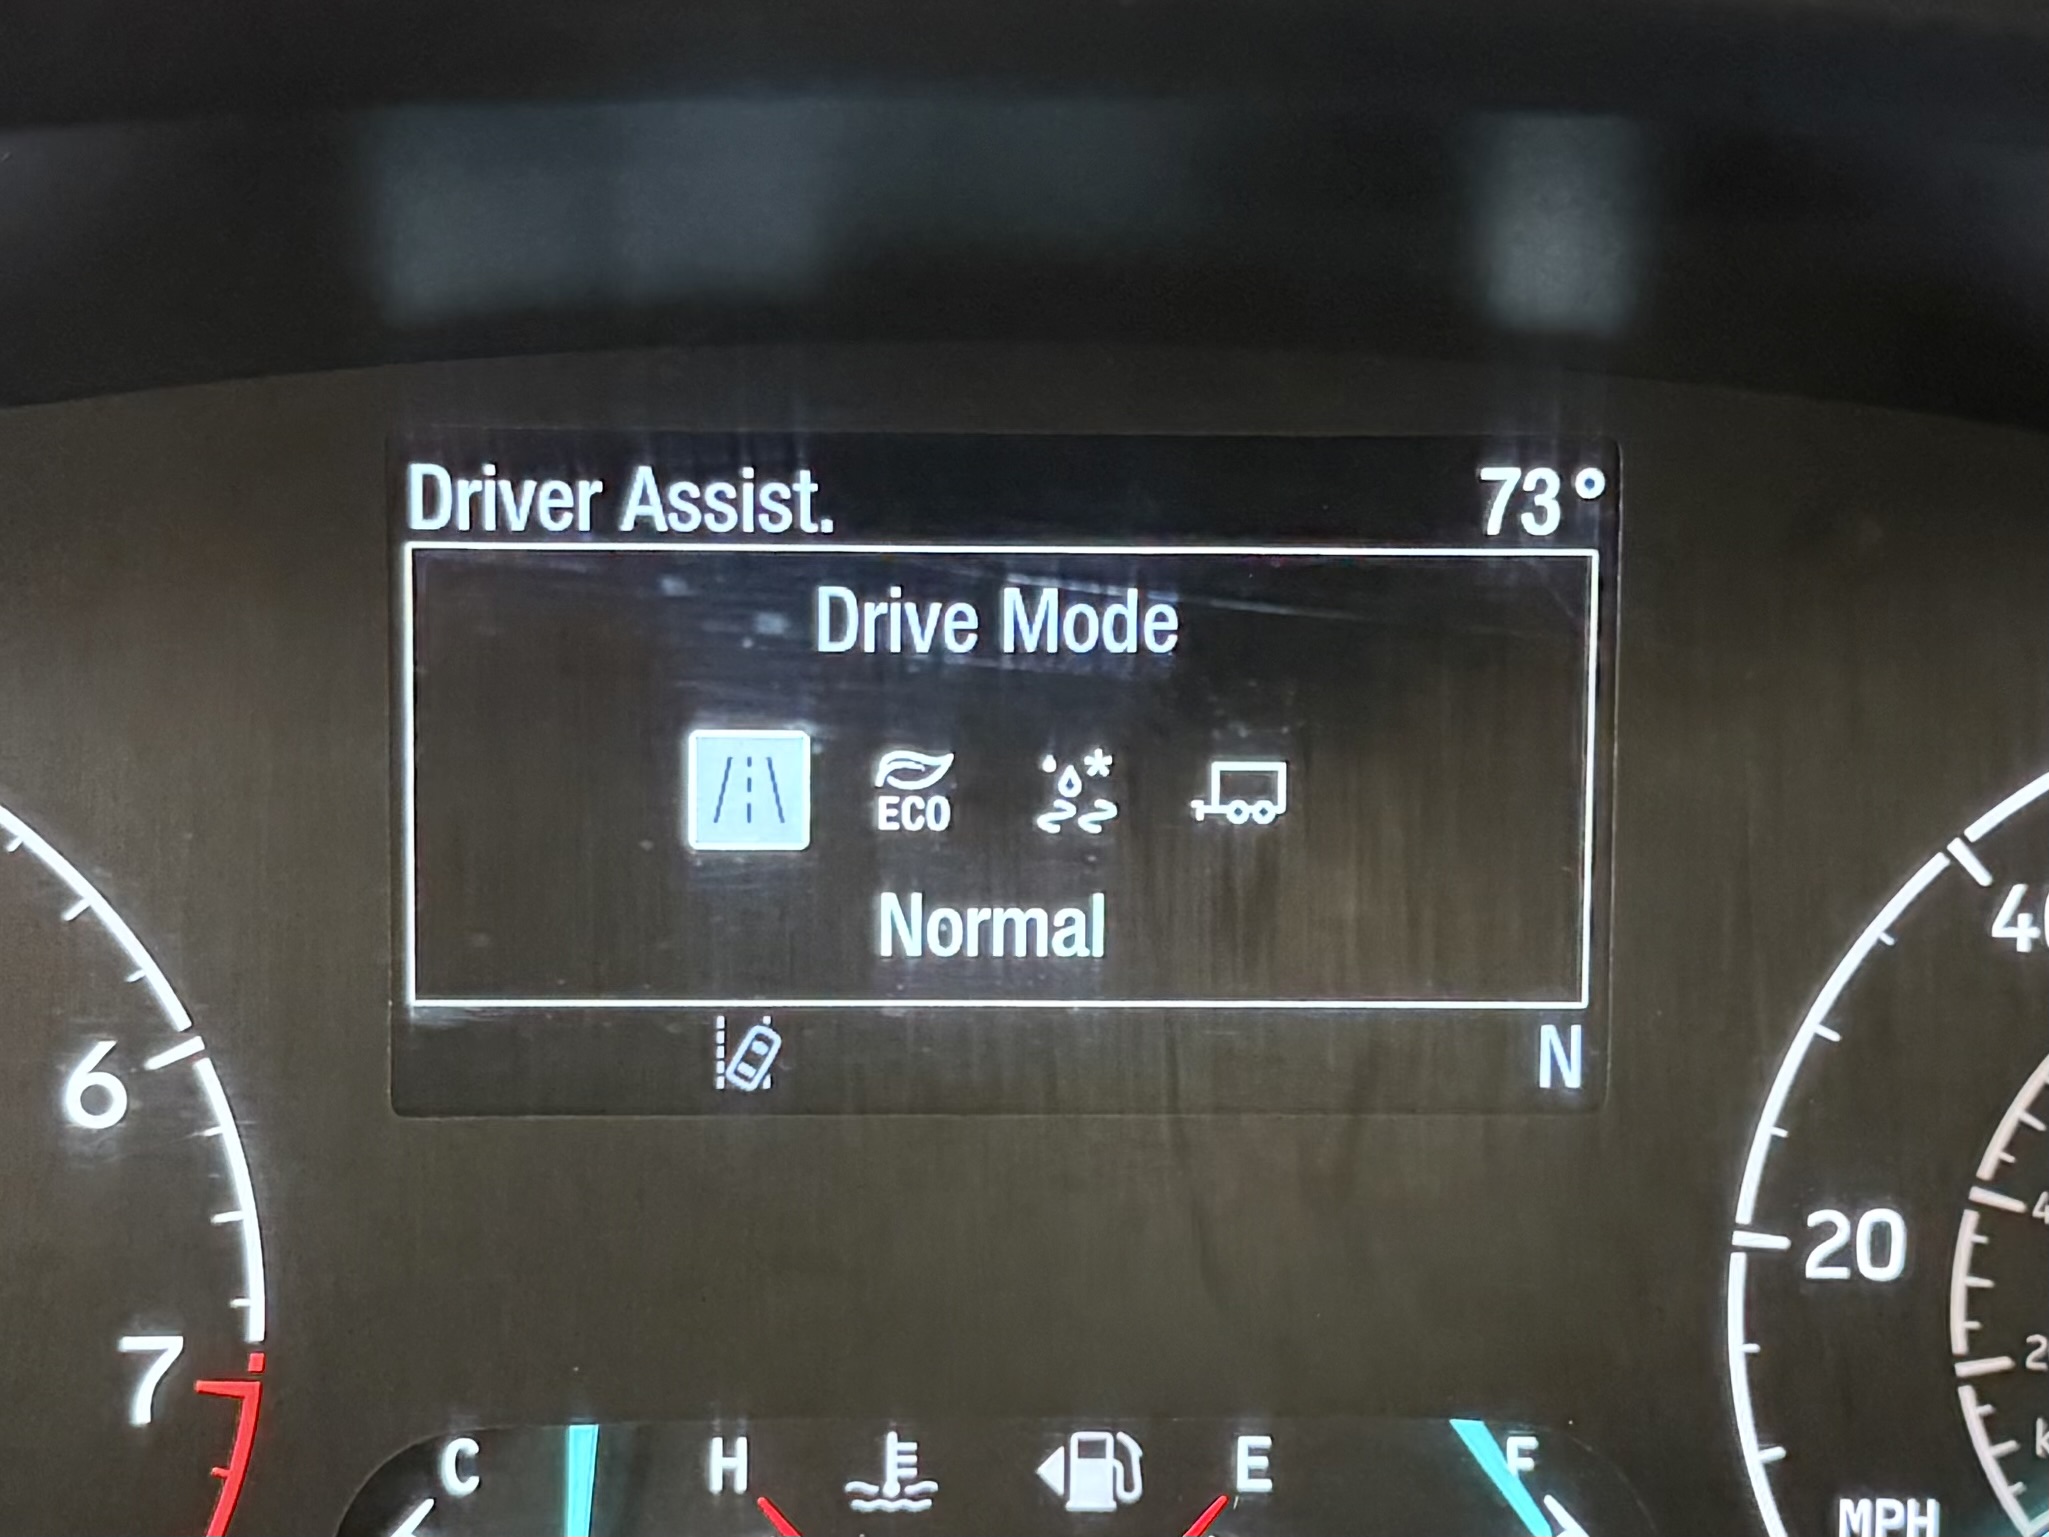 Driver Assist. 73°
Drive Mode
ECO
Normal
N
6
7
20
C H E F
MPH